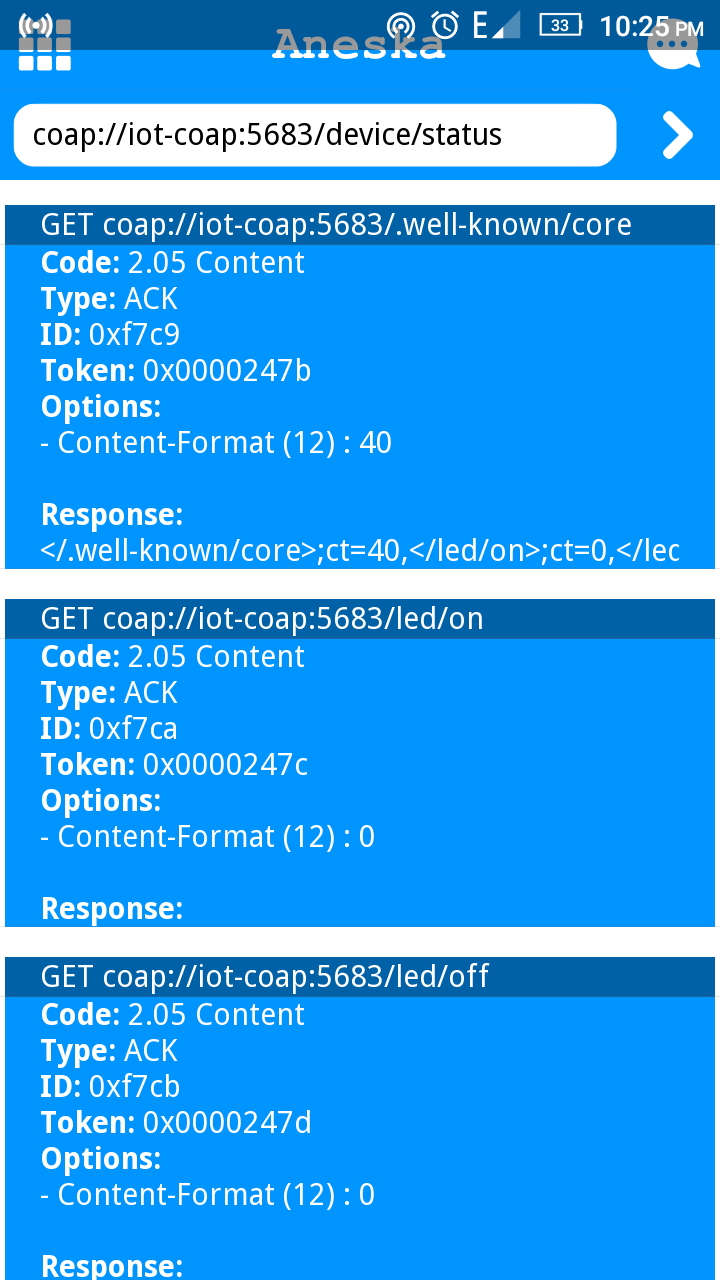 E 33 10:25 PM
Aneska
coap://iot-coap:5683/device/status
GET coap://iot-coap:5683/.well-known/core
Code: 2.05 Content
Type: ACK
ID: 0xf7c9
Token: 0x0000247b
Options:
- Content-Format (12) : 40
Response:
</.well-known/core>;ct=40,</led/on>;ct=0,</lec
GET coap://iot-coap:5683/led/on
Code: 2.05 Content
Type: ACK
ID: 0xf7ca
Token: 0x0000247c
Options:
- Content-Format (12) : 0
Response:
GET coap://iot-coap:5683/led/off
Code: 2.05 Content
Type: ACK
ID: 0xf7cb
Token: 0x0000247d
Options:
- Content-Format (12) : 0
Response: